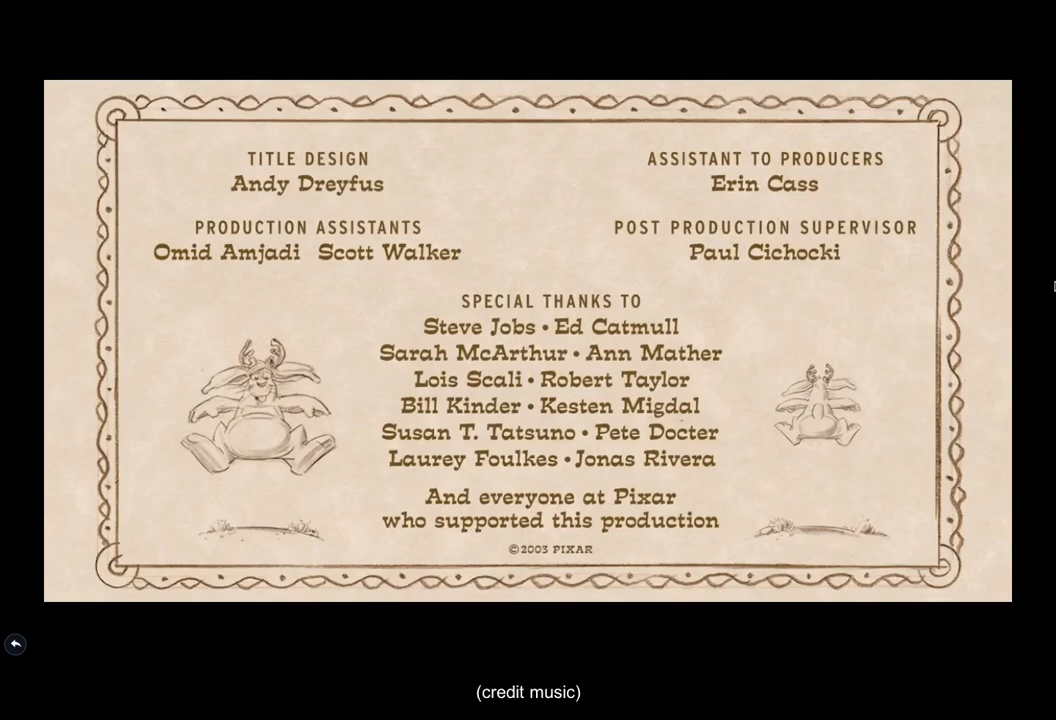 TITLE DESIGN
Andy Dreyfus
ASSISTANT TO PRODUCERS
Erin Cass
PRODUCTION ASSISTANTS
Omid Amjadi Scott Walker
POST PRODUCTION SUPERVISOR
Paul Cichocki
SPECIAL THANKS TO
Steve Jobs • Ed Catmull
Sarah McArthur • Ann Mather
Lois Scali • Robert Taylor
Bill Kinder • Kesten Migdal
Susan T. Tatsuno • Pete Docter
Laurey Foulkes • Jonas Rivera
And everyone at Pixar
who supported this production
©2003 PIXAR
(credit music)